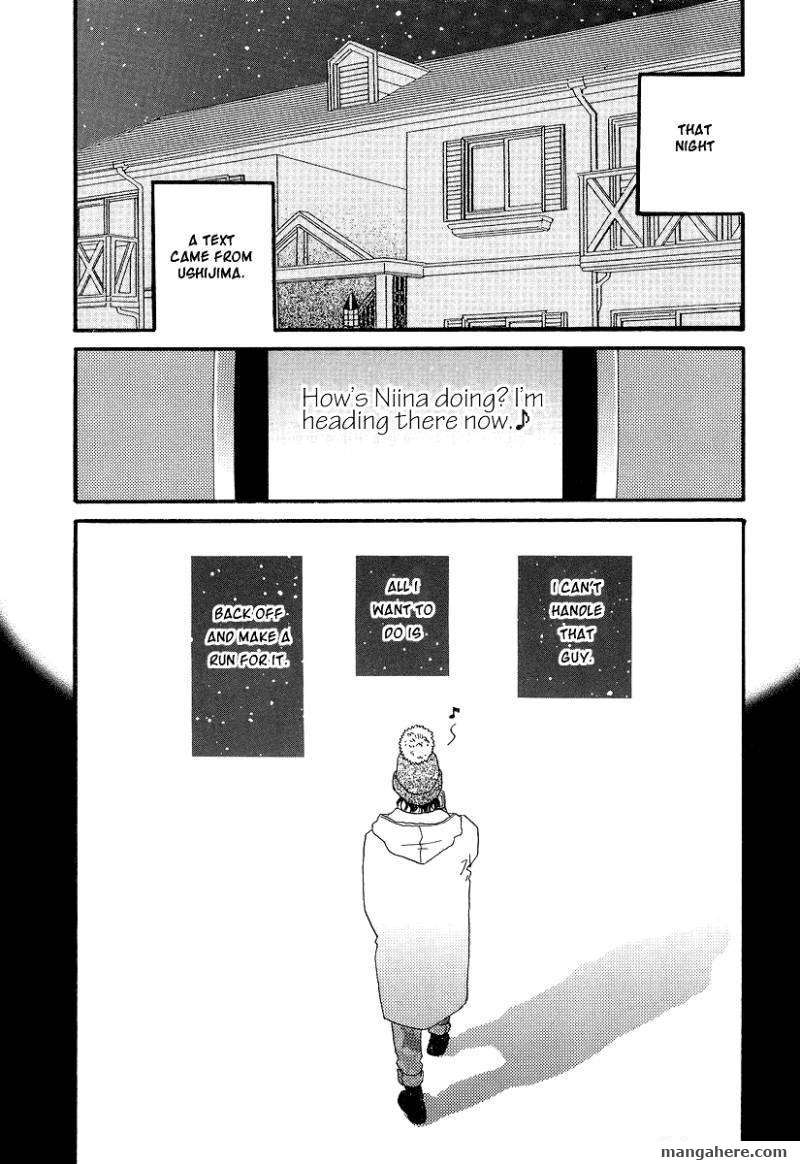 THAT
NIGHT
A TEXT
CAME FROM
USHIJIMA.
How's Niina doing? I'm
heading there now.♪
I CAN'T
HANDLE
THAT
GUY.
ALL I
WANT TO
DO IS
BACK OFF
AND MAKE A
RUN FOR IT.
♪
mangahere.com